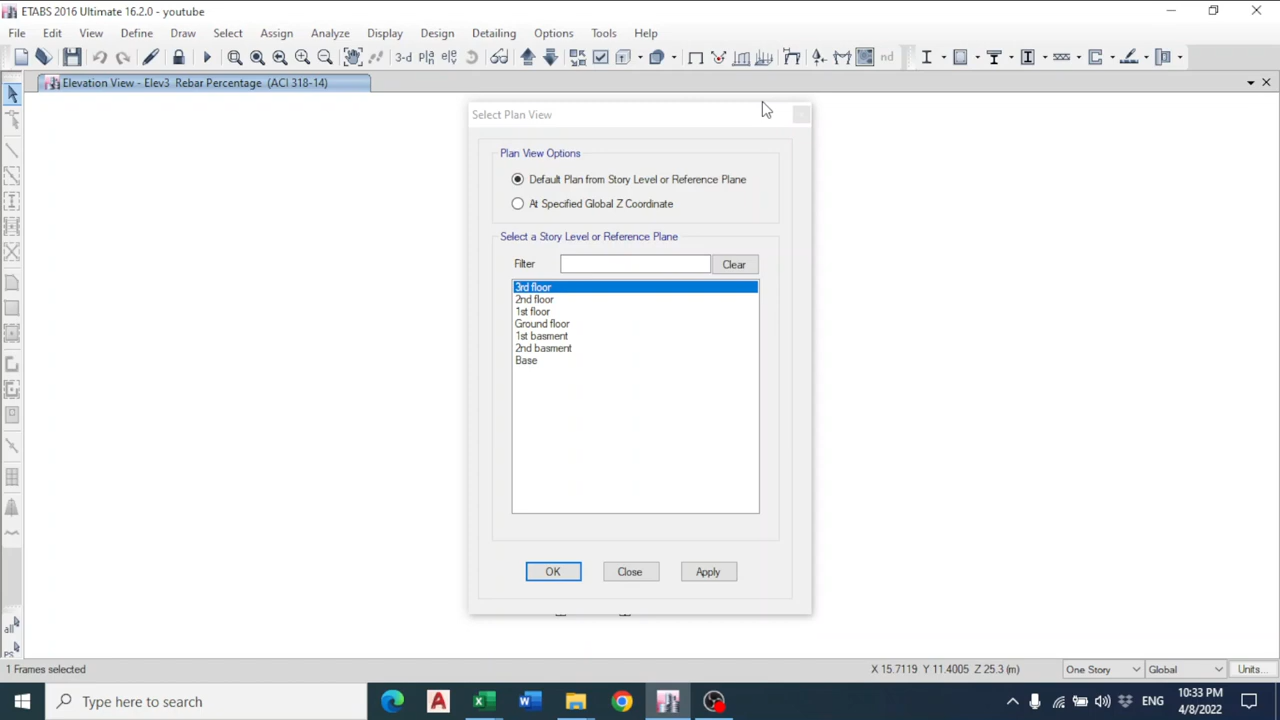 ETABS 2016 Ultimate 16.2.0 - youtube
File Edit View Define Draw Select Assign Analyze Display Design Detailing Options Tools Help
3-d nd
Elevation View - Elev3 Rebar Percentage (ACI 318-14)
Select Plan View
Plan View Options
Default Plan from Story Level or Reference Plane
At Specified Global Z Coordinate
Select a Story Level or Reference Plane
Filter Clear
3rd floor
2nd floor
1st floor
Ground floor
1st basment
2nd basment
Base
OK Close Apply
all
PS
1 Frames selected X 15.7119 Y 11.4005 Z 25.3 (m) One Story Global Units...
Type here to search
ENG
10:33 PM
4/8/2022